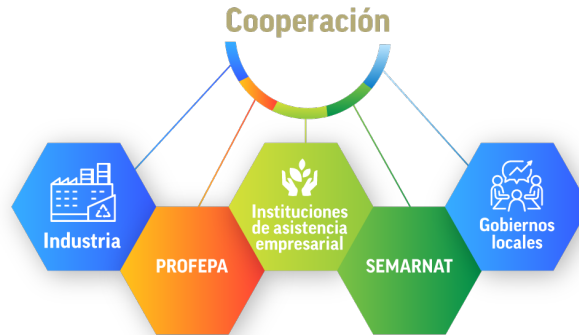 Cooperación
Industria
PROFEPA
Instituciones
de asistencia
empresarial
SEMARNAT
Gobiernos
locales